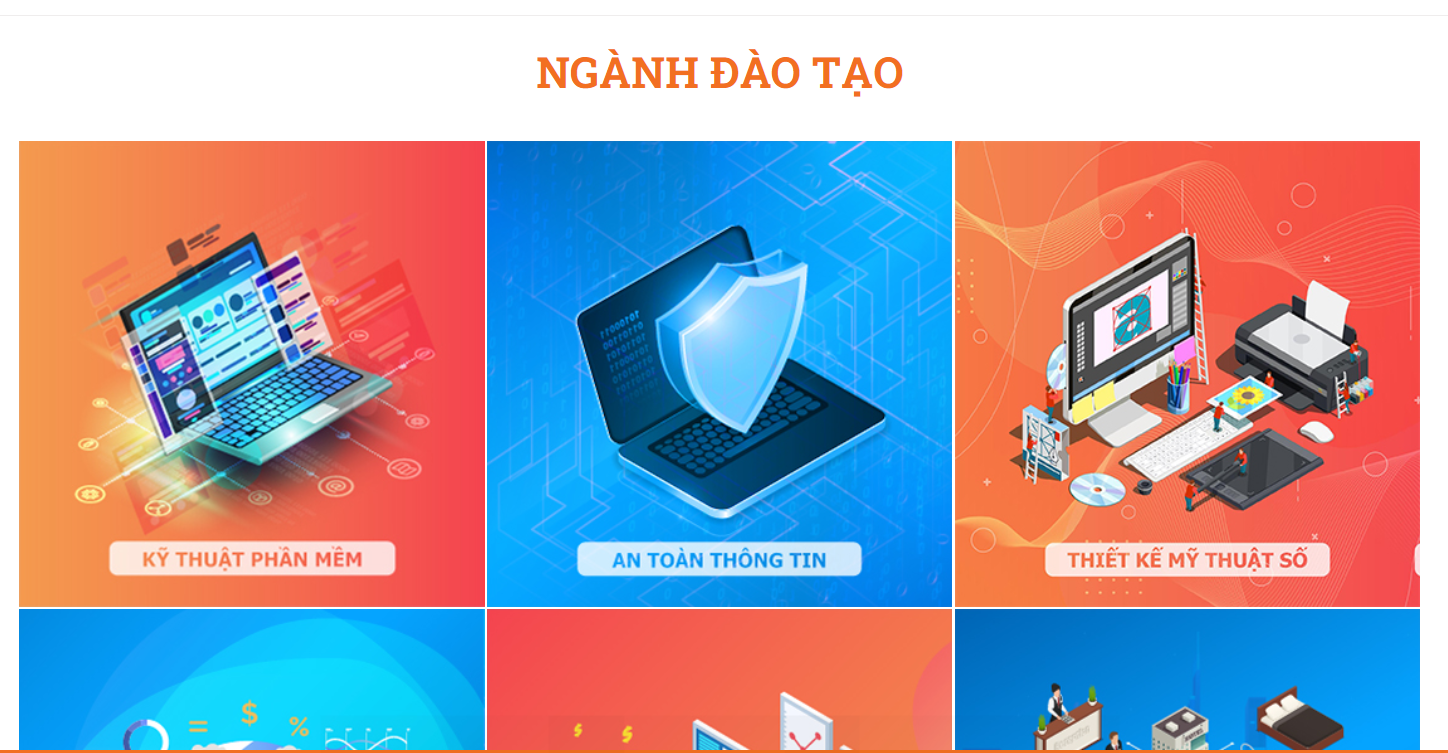 NGÀNH ĐÀO TẠO
KỸ THUẬT PHẦN MỀM
AN TOÀN THÔNG TIN
THIẾT KẾ MỸ THUẬT SỐ